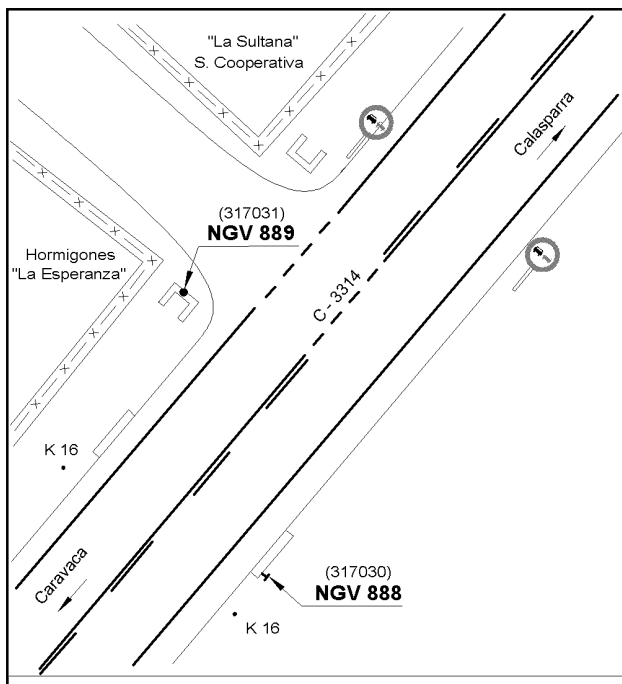 "La Sultana"
S. Cooperativa
Calasparra
(317031)
NGV 889
Hormigones
"La Esperanza"
C - 3314
K 16
Caravaca
(317030)
NGV 888
K 16